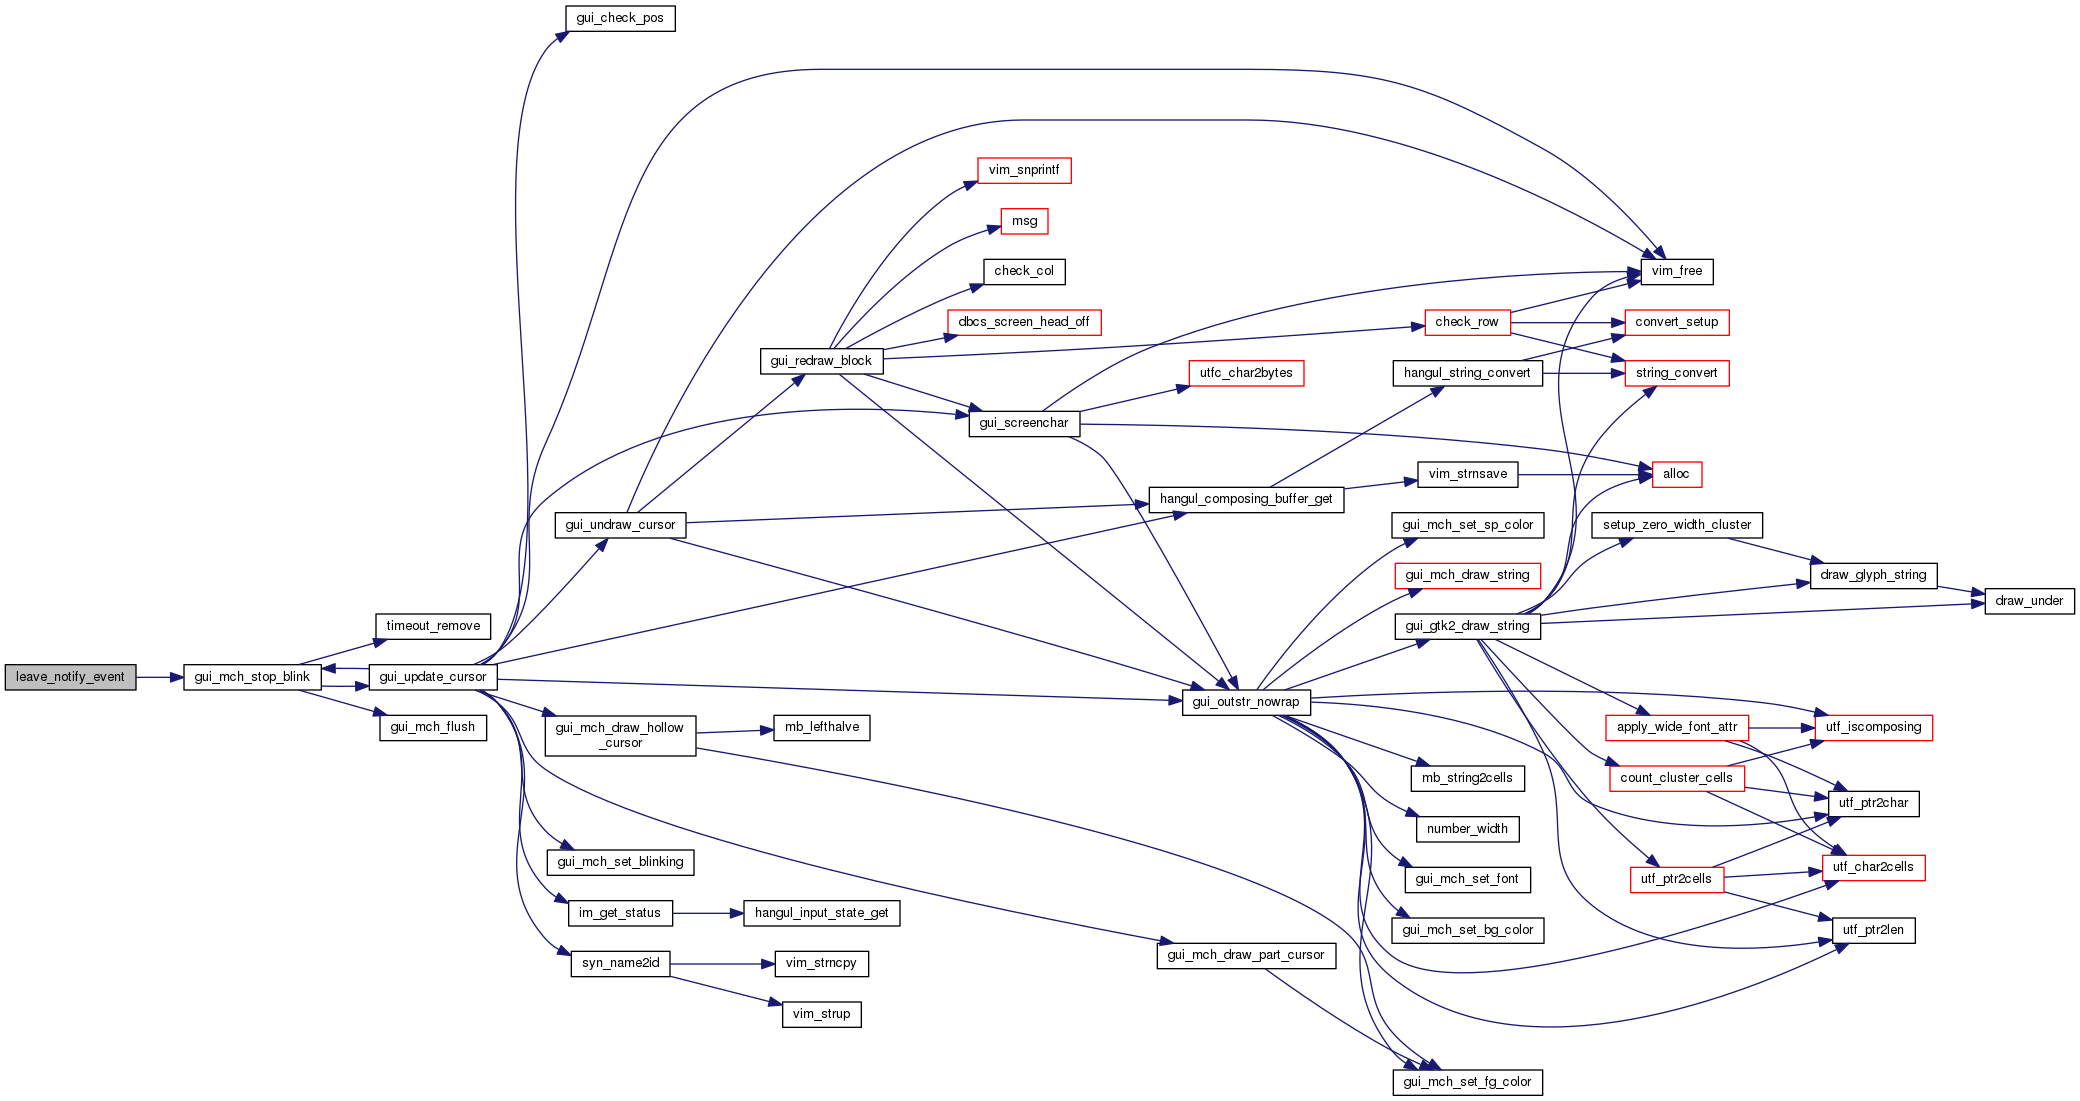 gui_check_pos
vim_snprintf
msg
check_col
vim_free
dbcs_screen_head_off
check_row
convert_setup
gui_redraw_block
utfc_char2bytes
hangul_string_convert
string_convert
gui_screenchar
vim_strnsave
alloc
hangul_composing_buffer_get
gui_undraw_cursor
gui_mch_set_sp_color
setup_zero_width_cluster
gui_mch_draw_string
draw_glyph_string
draw_under
timeout_remove
gui_gtk2_draw_string
leave_notify_event
gui_mch_stop_blink
gui_update_cursor
gui_outstr_nowrap
gui_mch_flush
gui_mch_draw_hollow
_cursor
mb_lefthalve
apply_wide_font_attr
utf_iscomposing
mb_string2cells
count_cluster_cells
utf_ptr2char
number_width
gui_mch_set_blinking
gui_mch_set_font
utf_ptr2cells
utf_char2cells
im_get_status
hangul_input_state_get
gui_mch_set_bg_color
utf_ptr2len
syn_name2id
vim_strncpy
gui_mch_draw_part_cursor
vim_strup
gui_mch_set_fg_color